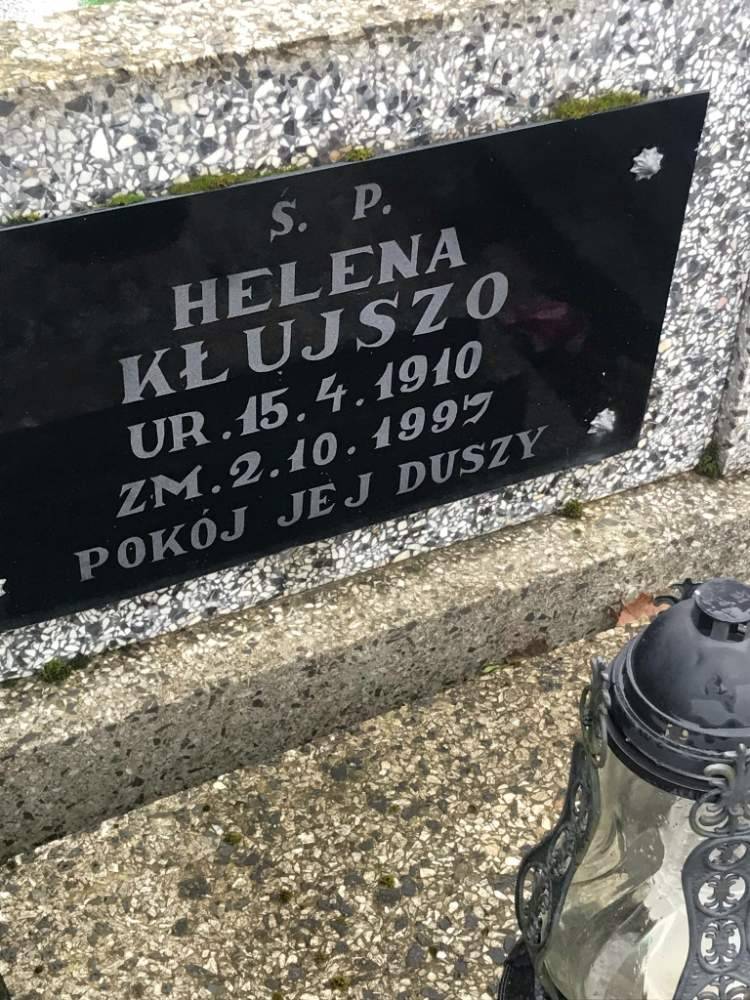 Ś. P.
HELENA
KŁUJSZO
UR. 15. 4. 1910
ZM. 2. 10. 1997
POKÓJ JEJ DUSZY